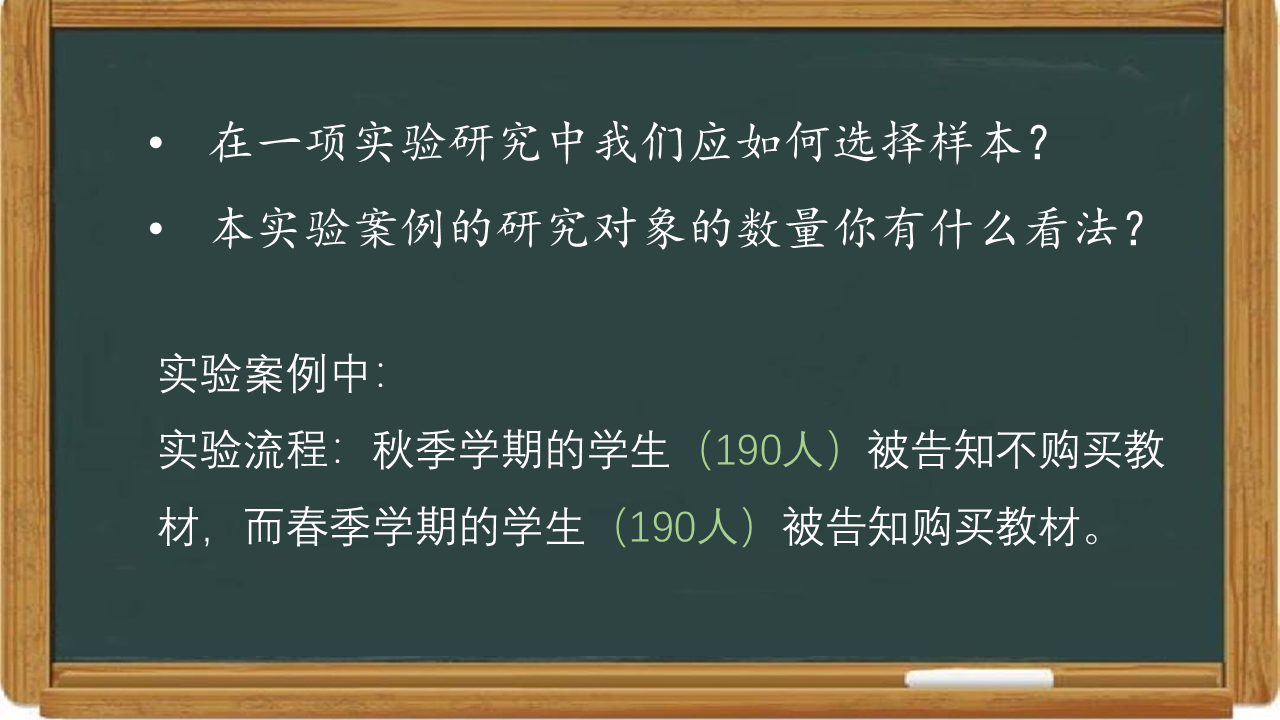 • 在一项实验研究中我们应如何选择样本？
• 本实验案例的研究对象的数量你有什么看法？
实验案例中：
实验流程：秋季学期的学生（190人）被告知不购买教
材，而春季学期的学生（190人）被告知购买教材。